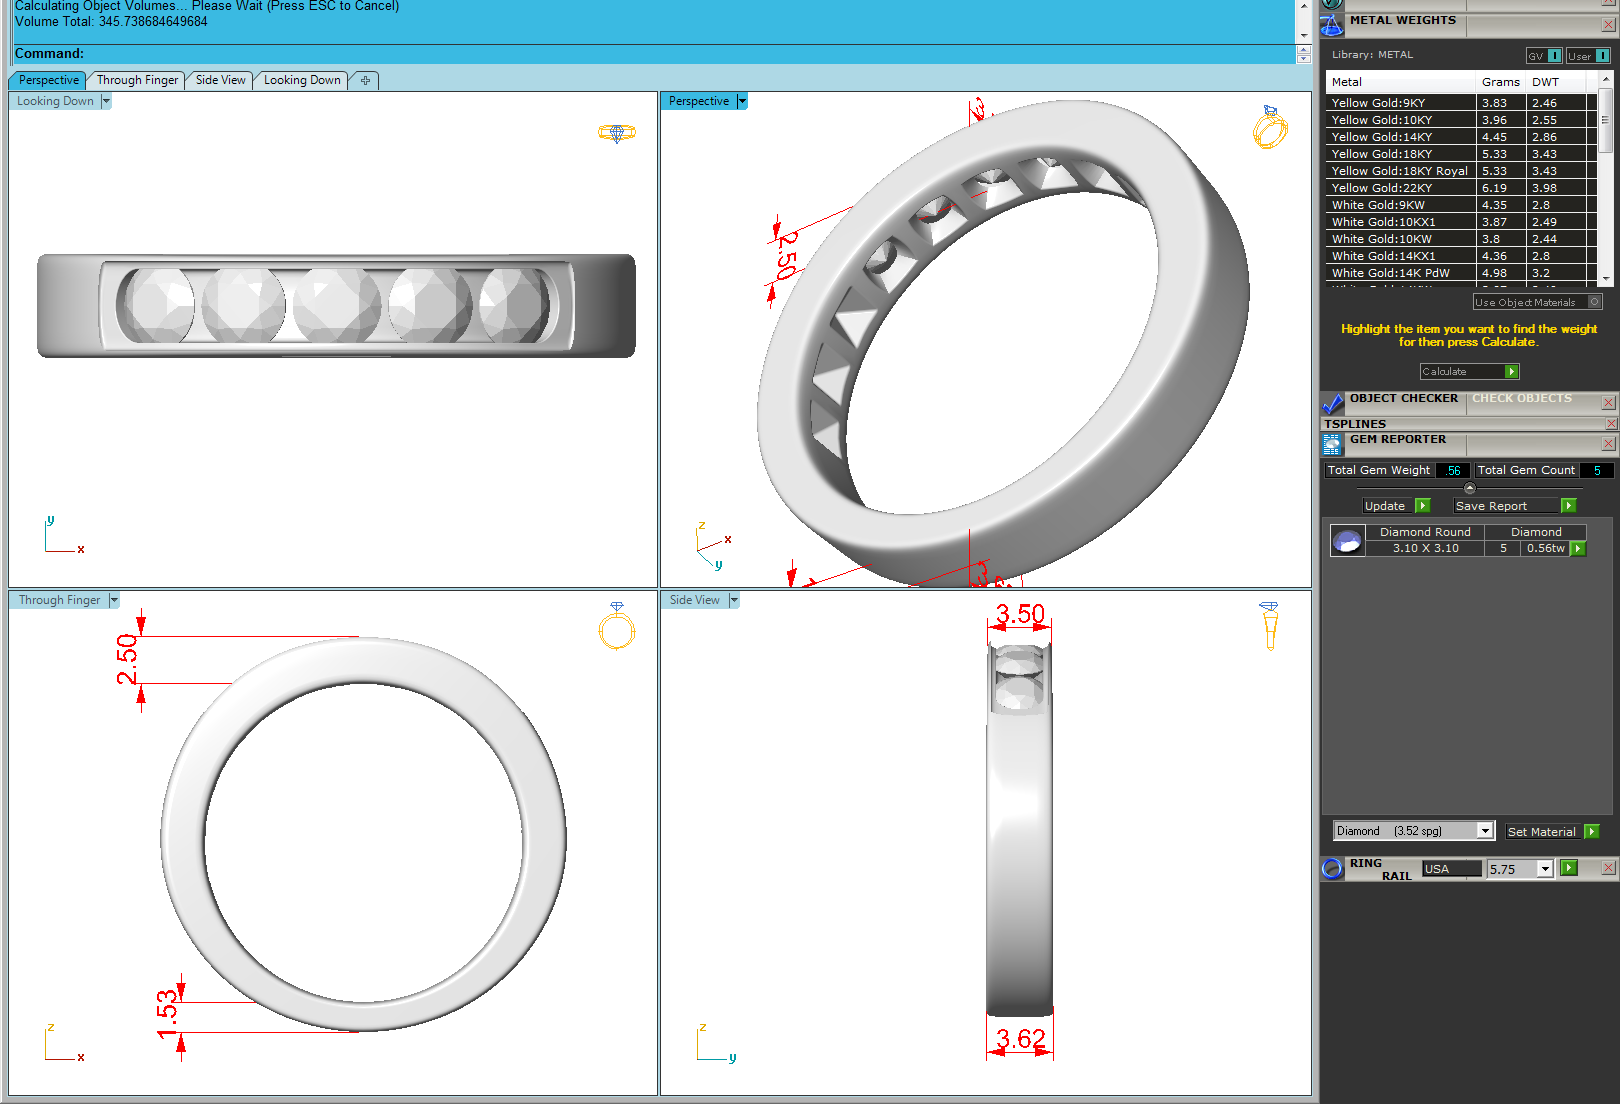 Calculating Object Volumes... Please Wait (Press ESC to Cancel)
Volume Total: 345.738684649684
Command:
Perspective Through Finger Side View Looking Down
Looking Down
Perspective
2.50
Through Finger
2.50
1.53
Side View
3.50
3.62
z
x
y
y
x
z
x
z
y
METAL WEIGHTS
Library: METAL GV I User I
Metal Grams DWT
Yellow Gold:9KY 3.83 2.46
Yellow Gold:10KY 3.96 2.55
Yellow Gold:14KY 4.45 2.86
Yellow Gold:18KY 5.33 3.43
Yellow Gold:18KY Royal 5.33 3.43
Yellow Gold:22KY 6.19 3.98
White Gold:9KW 4.35 2.8
White Gold:10KX1 3.87 2.49
White Gold:10KW 3.8 2.44
White Gold:14KX1 4.36 2.8
White Gold:14K PdW 4.98 3.2
Use Object Materials
Highlight the item you want to find the weight
for then press Calculate.
Calculate
OBJECT CHECKER CHECK OBJECTS
TSPLINES
GEM REPORTER
Total Gem Weight .56 Total Gem Count 5
Update Save Report
Diamond Round Diamond
3.10 X 3.10 5 0.56tw
Diamond (3.52 spg) Set Material
RING RAIL USA 5.75